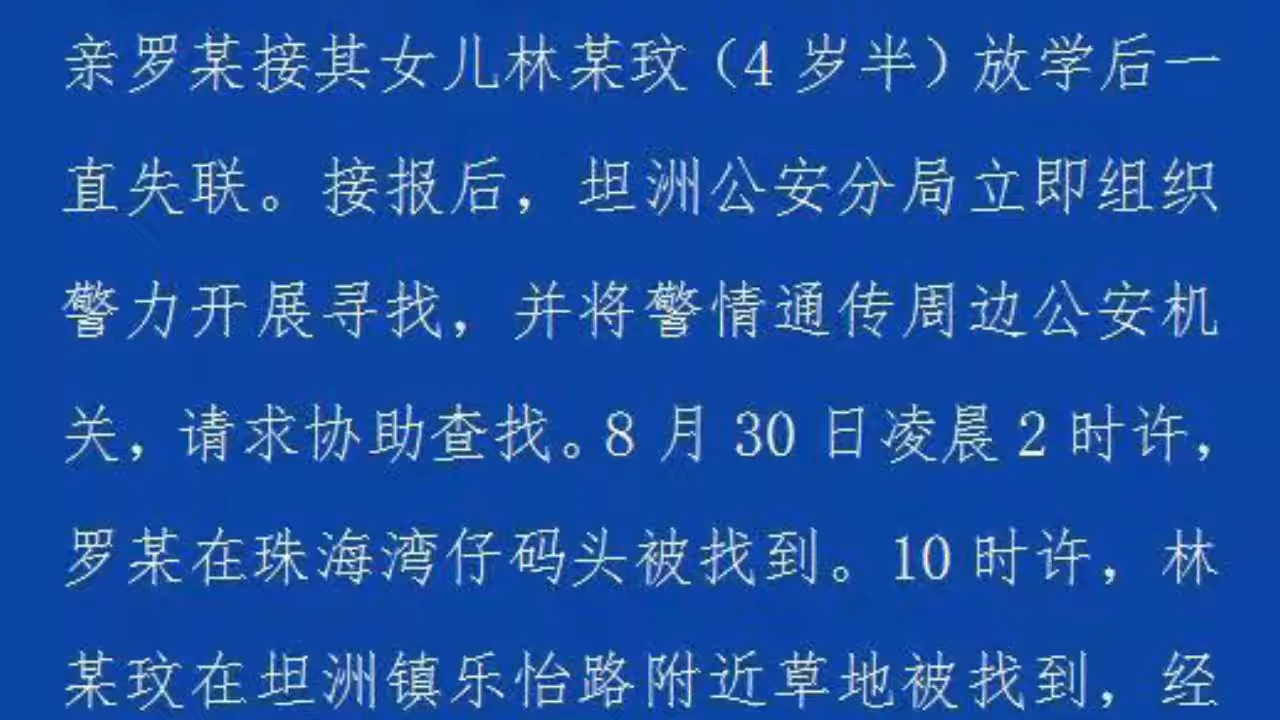 亲罗某接其女儿林某玟（4 岁半）放学后一
直失联。接报后，坦洲公安分局立即组织
警力开展寻找，并将警情通传周边公安机
关，请求协助查找。8 月 30 日凌晨 2 时许，
罗某在珠海湾仔码头被找到。10 时许，林
某玟在坦洲镇乐怡路附近草地被找到，经